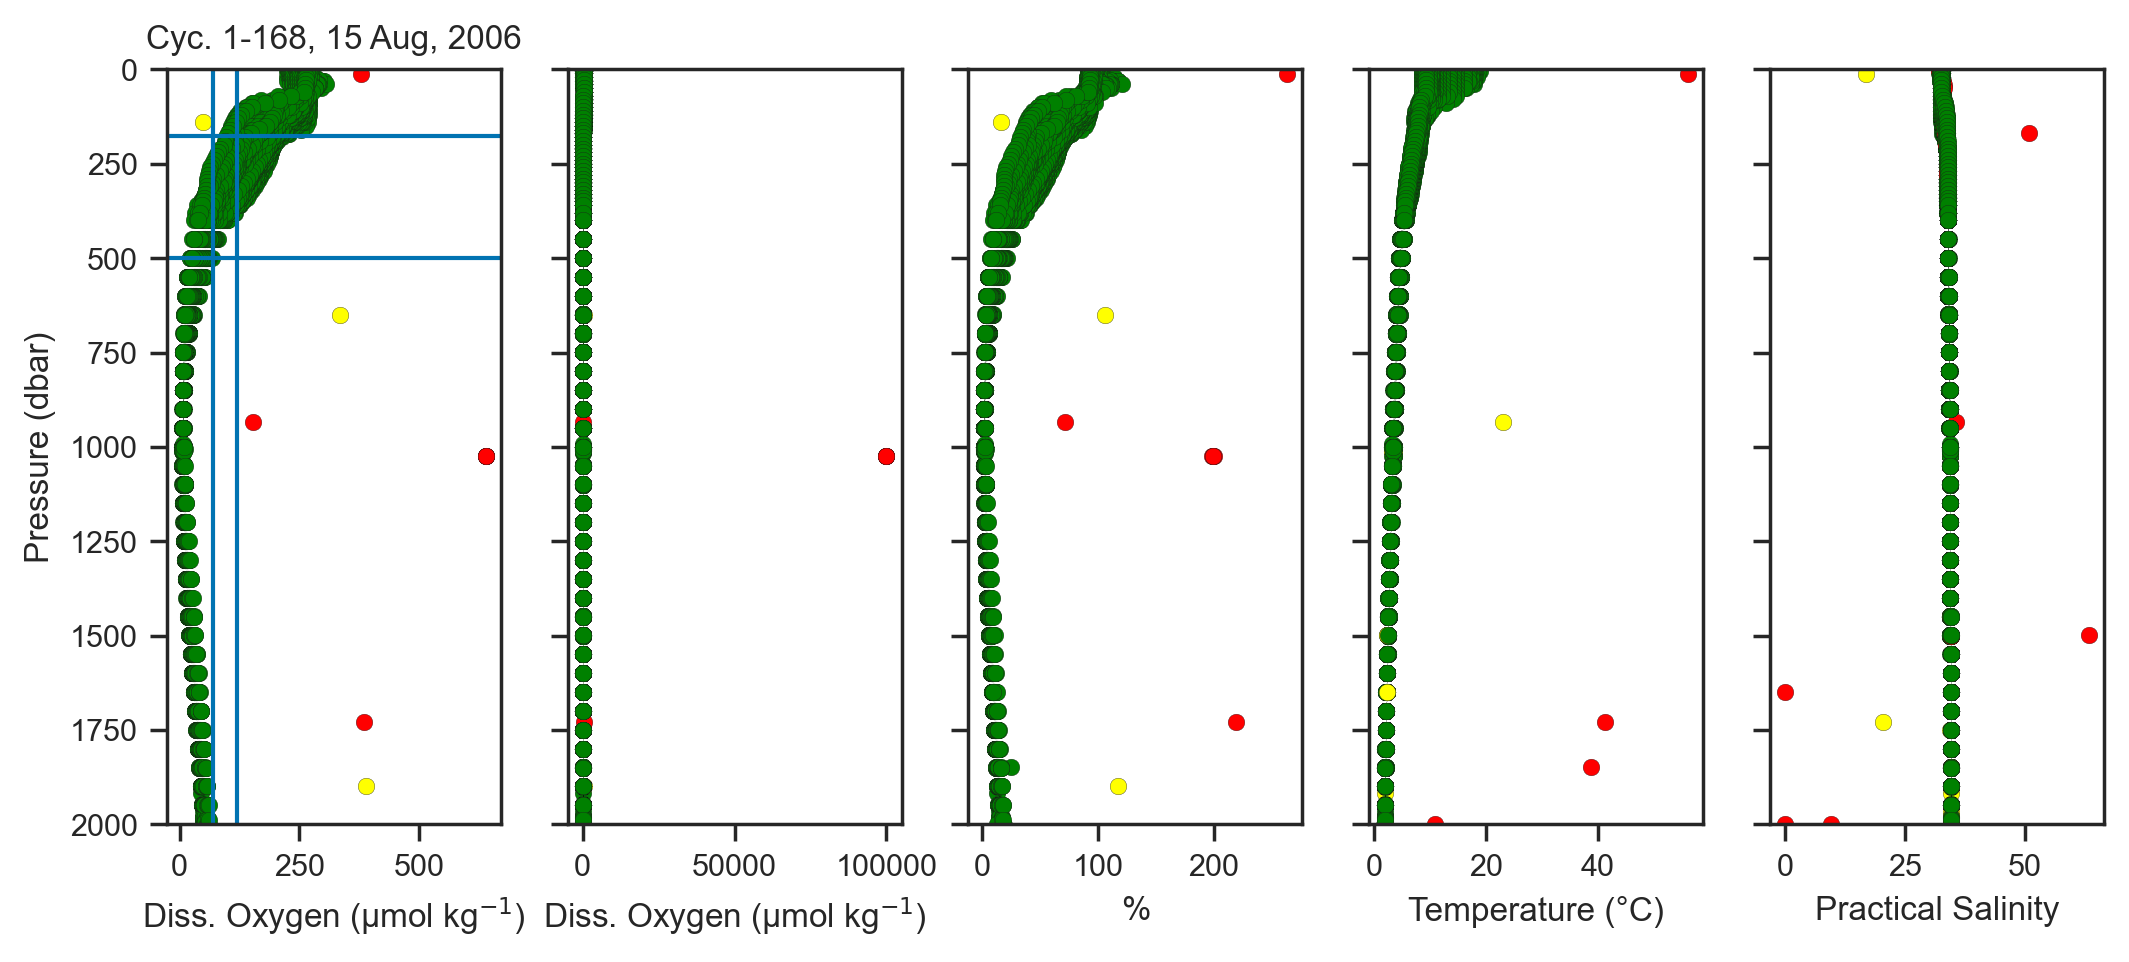 Cyc. 1-168, 15 Aug, 2006
0
250
500
750
1000
1250
1500
1750
2000
Pressure (dbar)
0 250 500
0 50000 100000
0 100 200
0 20 40
0 25 50
Diss. Oxygen (μmol kg⁻¹)
Diss. Oxygen (μmol kg⁻¹)
%
Temperature (°C)
Practical Salinity